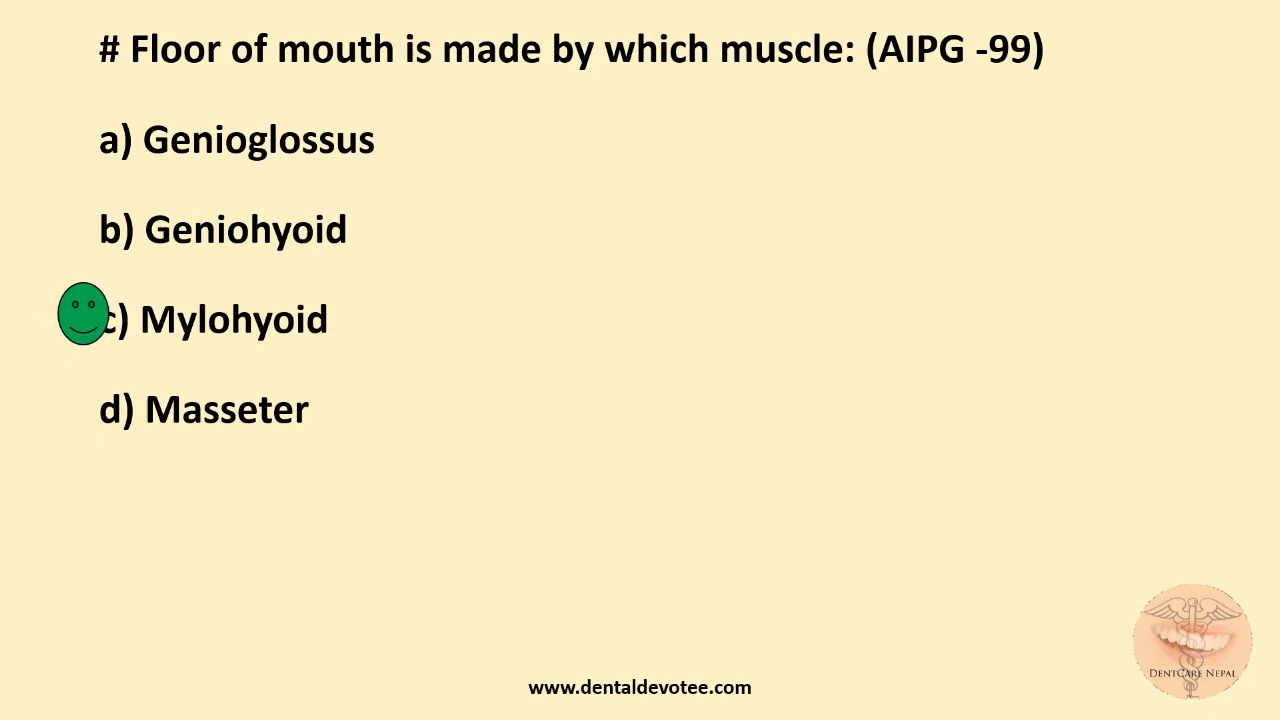 # Floor of mouth is made by which muscle: (AIPG -99)
a) Genioglossus
b) Geniohyoid
c) Mylohyoid
d) Masseter
DentCare Nepal
www.dentaldevotee.com